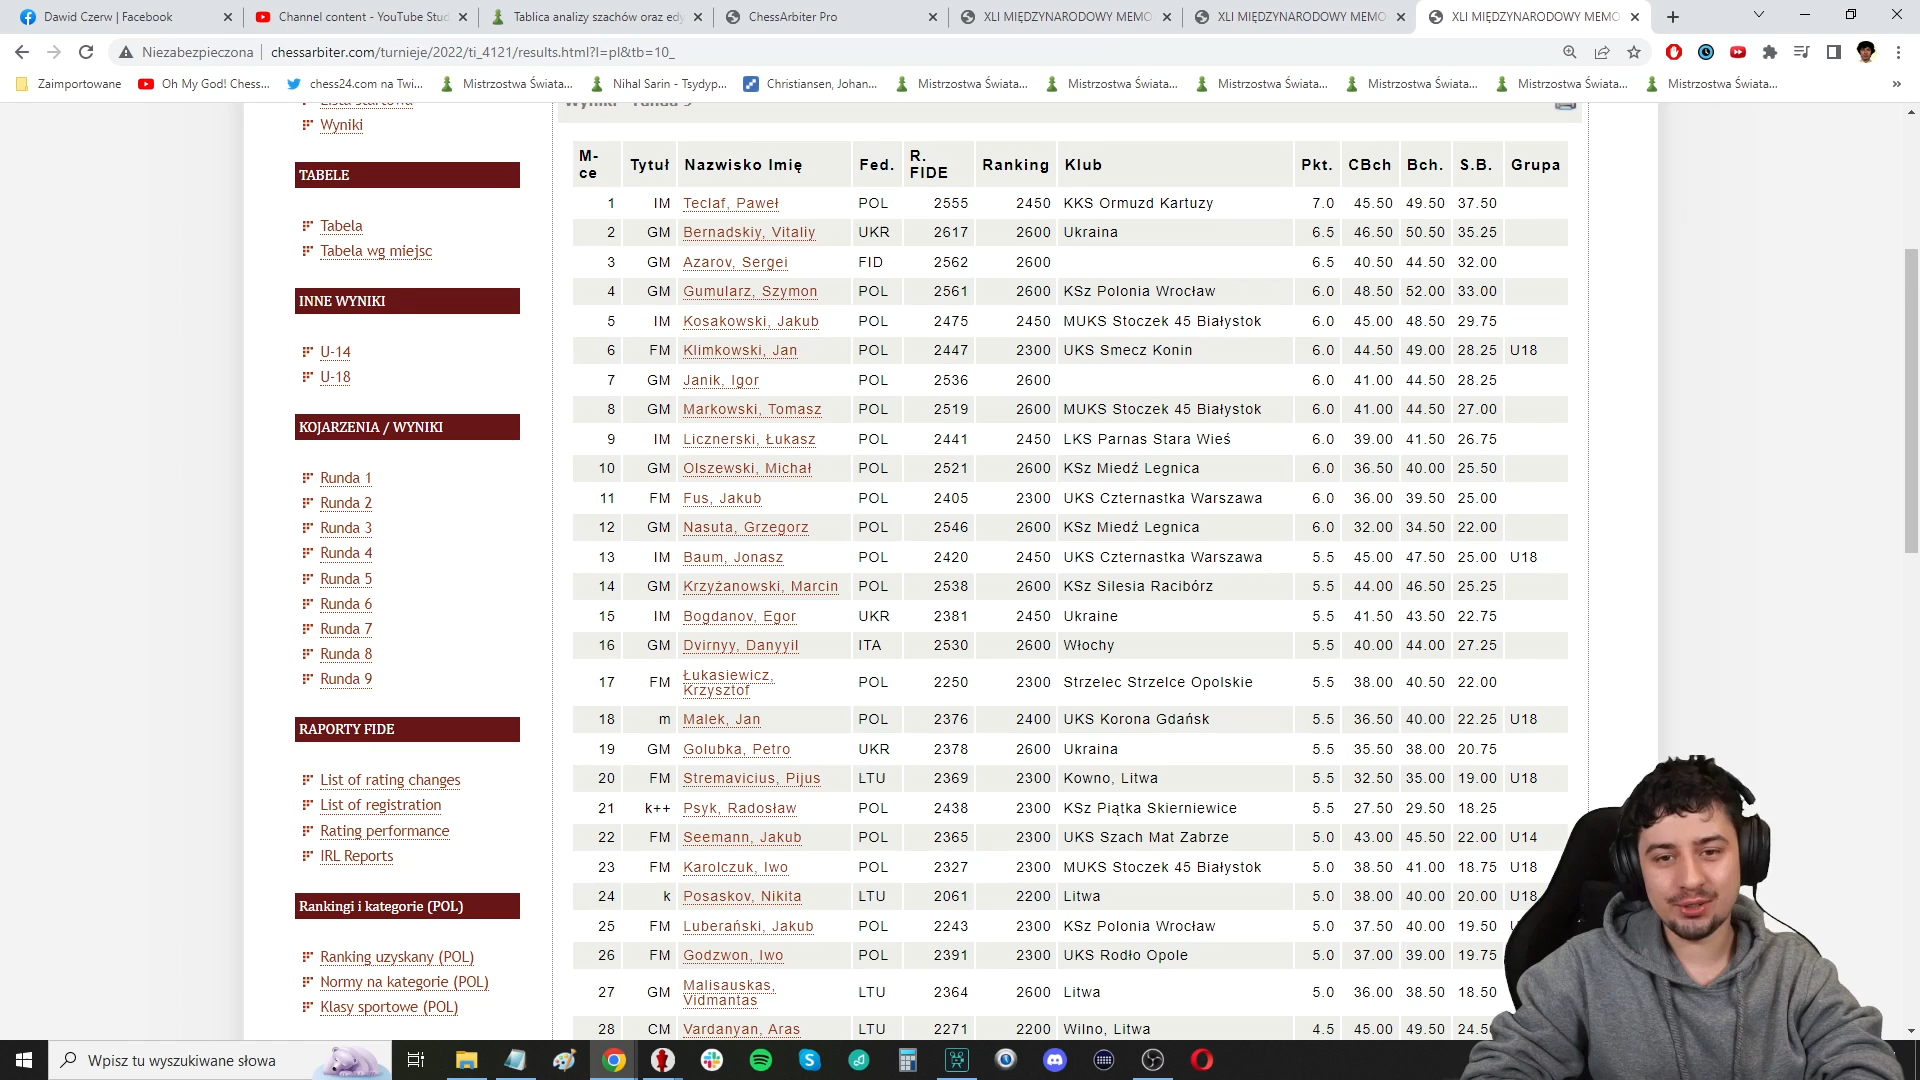 Dawid Czerw | Facebook
Channel content - YouTube Stud
Tablica analizy szachów oraz edy
ChessArbiter Pro
XLI MIĘDZYNARODOWY MEMO
XLI MIĘDZYNARODOWY MEMO
XLI MIĘDZYNARODOWY MEMO
Niezabezpieczona
chessarbiter.com/turnieje/2022/ti_4121/results.html?l=pl&tb=10_
Zaimportowane
Oh My God! Chess...
chess24.com na Twi...
Mistrzostwa Świata...
Nihal Sarin - Tsydyp...
Christiansen, Johan...
Mistrzostwa Świata...
Mistrzostwa Świata...
Mistrzostwa Świata...
Mistrzostwa Świata...
Mistrzostwa Świata...
Mistrzostwa Świata...
Lista startowa
Wyniki
TABELE
Tabela
Tabela wg miejsc
INNE WYNIKI
U-14
U-18
KOJARZENIA / WYNIKI
Runda 1
Runda 2
Runda 3
Runda 4
Runda 5
Runda 6
Runda 7
Runda 8
Runda 9
RAPORTY FIDE
List of rating changes
List of registration
Rating performance
IRL Reports
Rankingi i kategorie (POL)
Ranking uzyskany (POL)
Normy na kategorie (POL)
Klasy sportowe (POL)
Wyniki - Runda 9
M-ce Tytuł Nazwisko Imię Fed. R. FIDE Ranking Klub Pkt. CBch Bch. S.B. Grupa
1 IM Teclaf, Paweł POL 2555 2450 KKS Ormuzd Kartuzy 7.0 45.50 49.50 37.50
2 GM Bernadskiy, Vitaliy UKR 2617 2600 Ukraina 6.5 46.50 50.50 35.25
3 GM Azarov, Sergei FID 2562 2600 6.5 40.50 44.50 32.00
4 GM Gumularz, Szymon POL 2561 2600 KSz Polonia Wrocław 6.0 48.50 52.00 33.00
5 IM Kosakowski, Jakub POL 2475 2450 MUKS Stoczek 45 Białystok 6.0 45.00 48.50 29.75
6 FM Klimkowski, Jan POL 2447 2300 UKS Smecz Konin 6.0 44.50 49.00 28.25 U18
7 GM Janik, Igor POL 2536 2600 6.0 41.00 44.50 28.25
8 GM Markowski, Tomasz POL 2519 2600 MUKS Stoczek 45 Białystok 6.0 41.00 44.50 27.00
9 IM Licznerski, Łukasz POL 2441 2450 LKS Parnas Stara Wieś 6.0 39.00 41.50 26.75
10 GM Olszewski, Michał POL 2521 2600 KSz Miedź Legnica 6.0 36.50 40.00 25.50
11 FM Fus, Jakub POL 2405 2300 UKS Czternastka Warszawa 6.0 36.00 39.50 25.00
12 GM Nasuta, Grzegorz POL 2546 2600 KSz Miedź Legnica 6.0 32.00 34.50 22.00
13 IM Baum, Jonasz POL 2420 2450 UKS Czternastka Warszawa 5.5 45.00 47.50 25.00 U18
14 GM Krzyżanowski, Marcin POL 2538 2600 KSz Silesia Racibórz 5.5 44.00 46.50 25.25
15 IM Bogdanov, Egor UKR 2381 2450 Ukraine 5.5 41.50 43.50 22.75
16 GM Dvirnyy, Danyyil ITA 2530 2600 Włochy 5.5 40.00 44.00 27.25
17 FM Łukasiewicz, Krzysztof POL 2250 2300 Strzelec Strzelce Opolskie 5.5 38.00 40.50 22.00
18 m Malek, Jan POL 2376 2400 UKS Korona Gdańsk 5.5 36.50 40.00 22.25 U18
19 GM Golubka, Petro UKR 2378 2600 Ukraina 5.5 35.50 38.00 20.75
20 FM Stremavicius, Pijus LTU 2369 2300 Kowno, Litwa 5.5 32.50 35.00 19.00 U18
21 k++ Psyk, Radosław POL 2438 2300 KSz Piątka Skierniewice 5.5 27.50 29.50 18.25
22 FM Seemann, Jakub POL 2365 2300 UKS Szach Mat Zabrze 5.0 43.00 45.50 22.00 U14
23 FM Karolczuk, Iwo POL 2327 2300 MUKS Stoczek 45 Białystok 5.0 38.50 41.00 18.75 U18
24 k Posaskov, Nikita LTU 2061 2200 Litwa 5.0 38.00 40.00 20.00 U18
25 FM Luberański, Jakub POL 2243 2300 KSz Polonia Wrocław 5.0 37.50 40.00 19.50
26 FM Godzwon, Iwo POL 2391 2300 UKS Rodło Opole 5.0 37.00 39.00 19.75
27 GM Malisauskas, Vidmantas LTU 2364 2600 Litwa 5.0 36.00 38.50 18.50
28 CM Vardanyan, Aras LTU 2271 2200 Wilno, Litwa 4.5 45.00 49.50 24.5
Wpisz tu wyszukiwane słowa